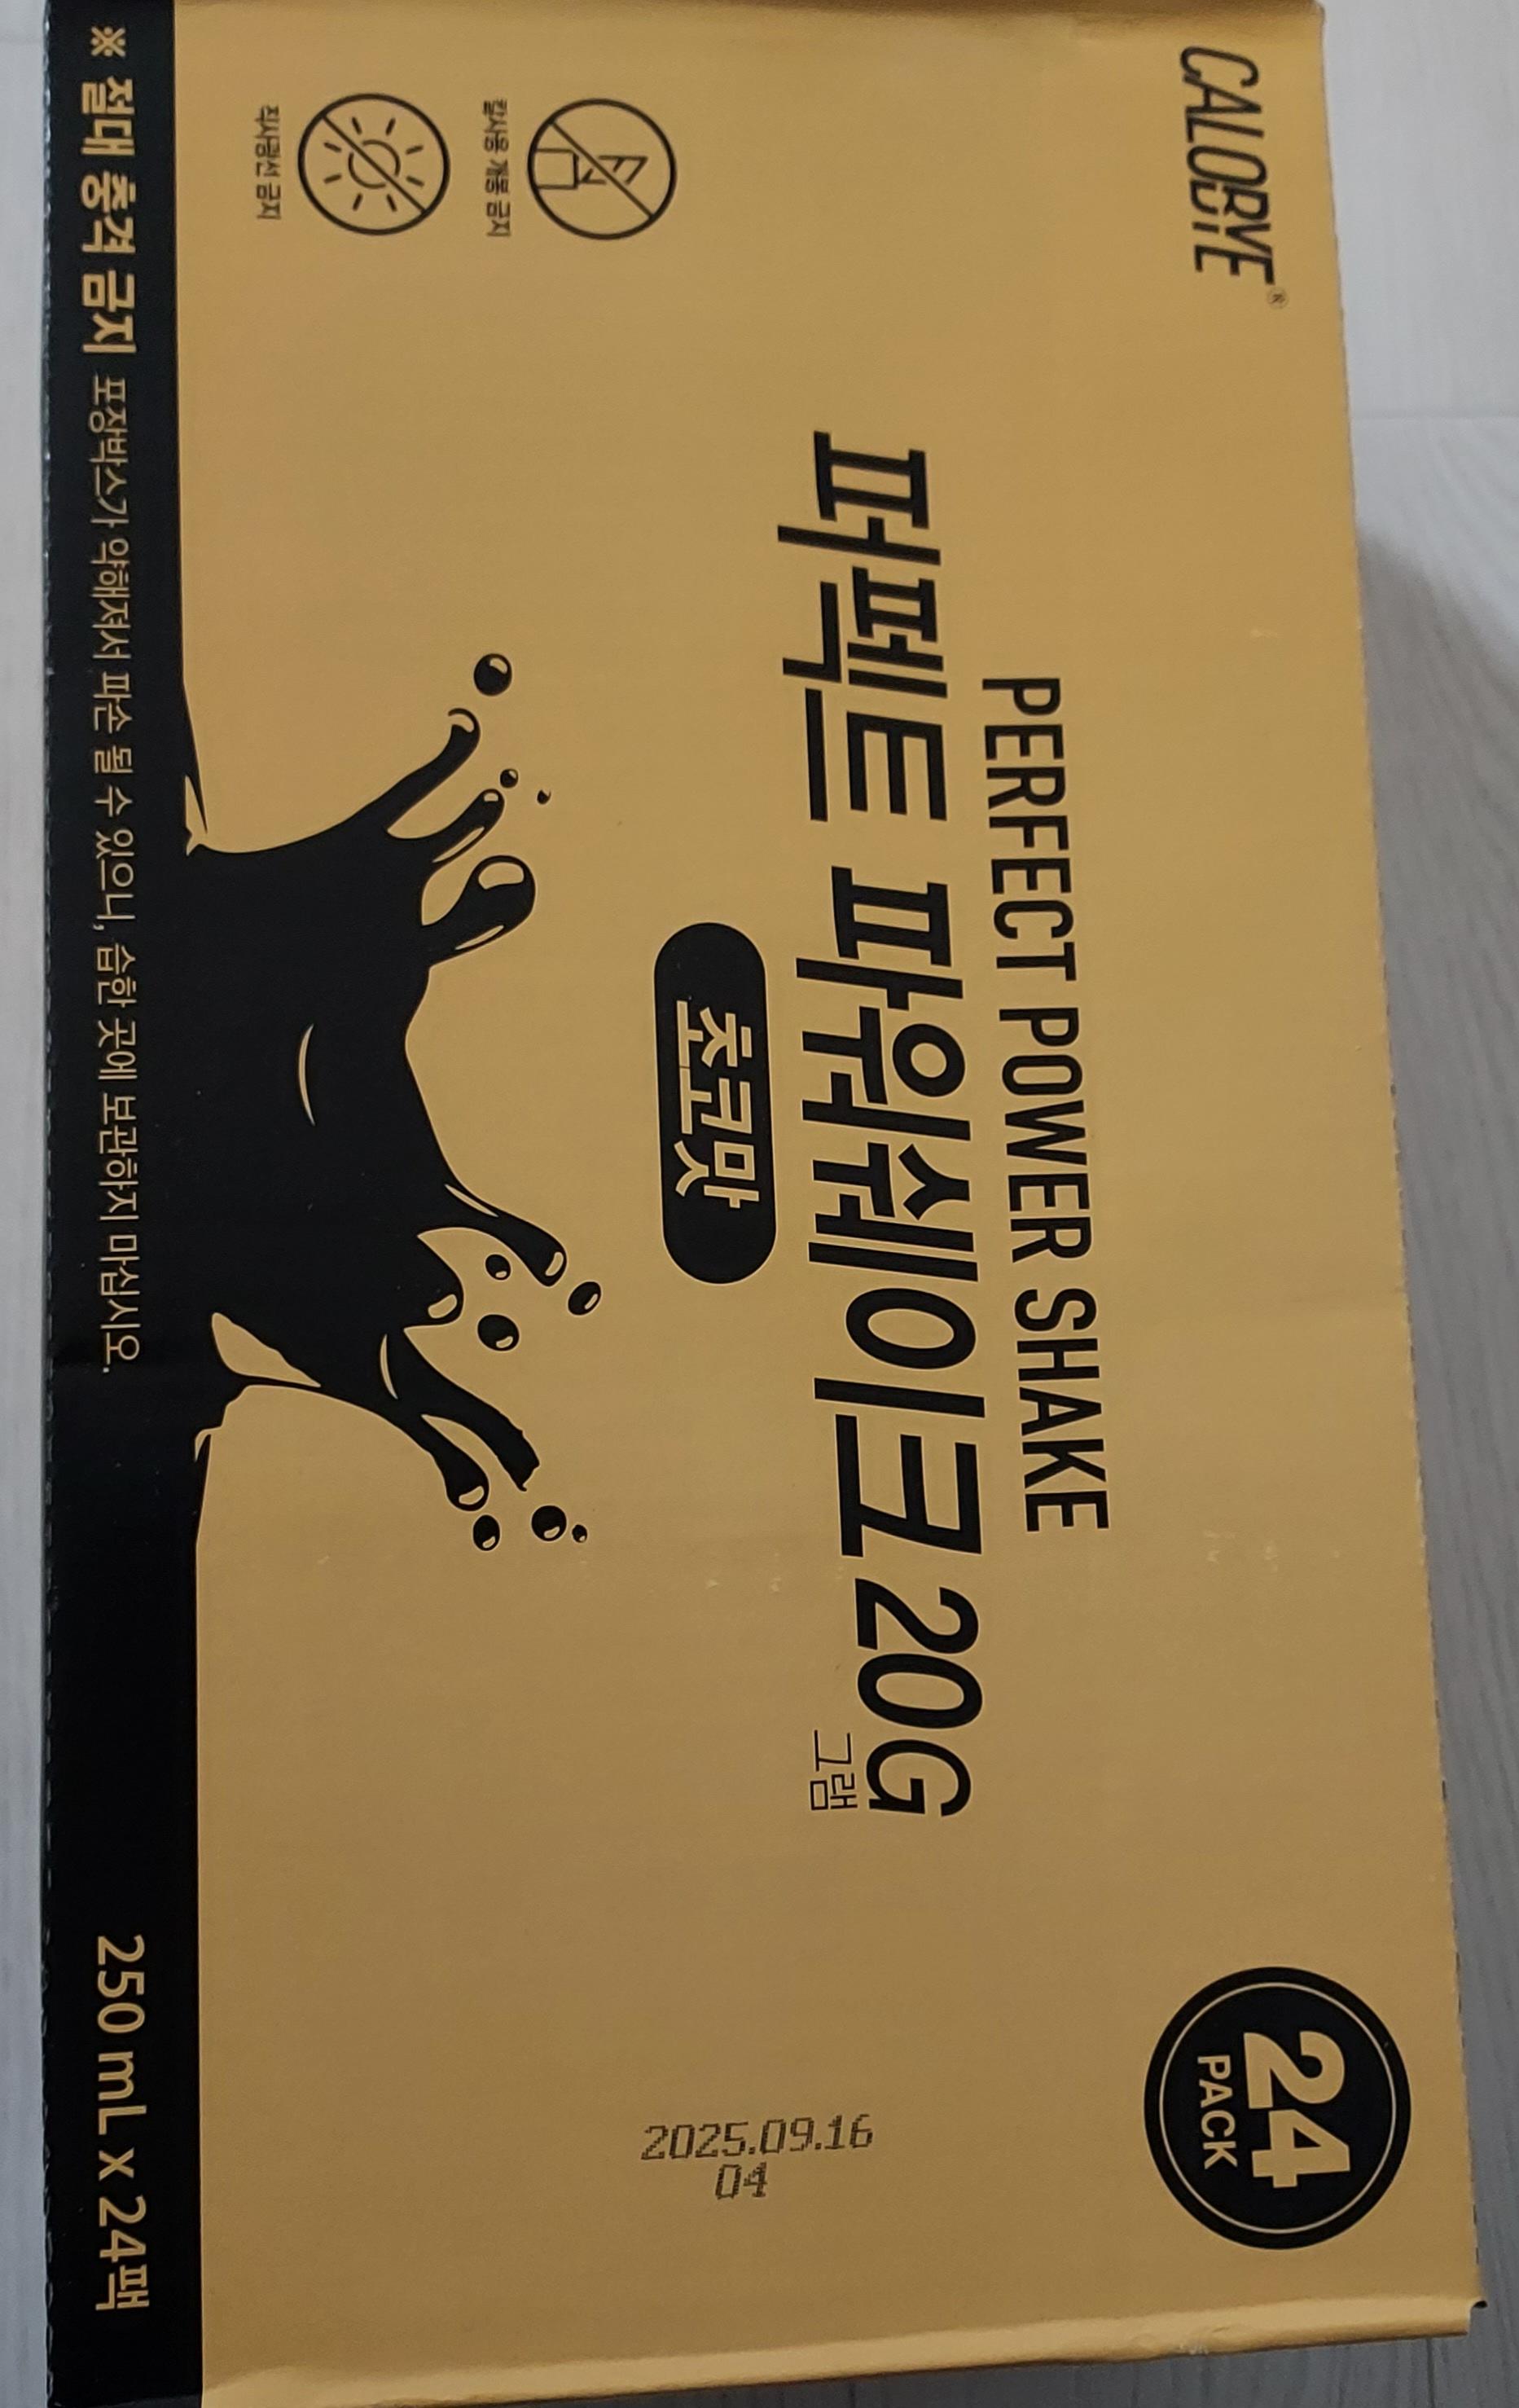 CALOBYE®
24
PACK
PERFECT POWER SHAKE
퍼펙트 파워쉐이크 20G
그램
초코맛
2025.09.16
04
칼사용 개봉 금지
직사광선 금지
※ 절대 충격 금지 포장박스가 약해져서 파손 될 수 있으니, 습한 곳에 보관하지 마십시오.
250 mL x 24팩